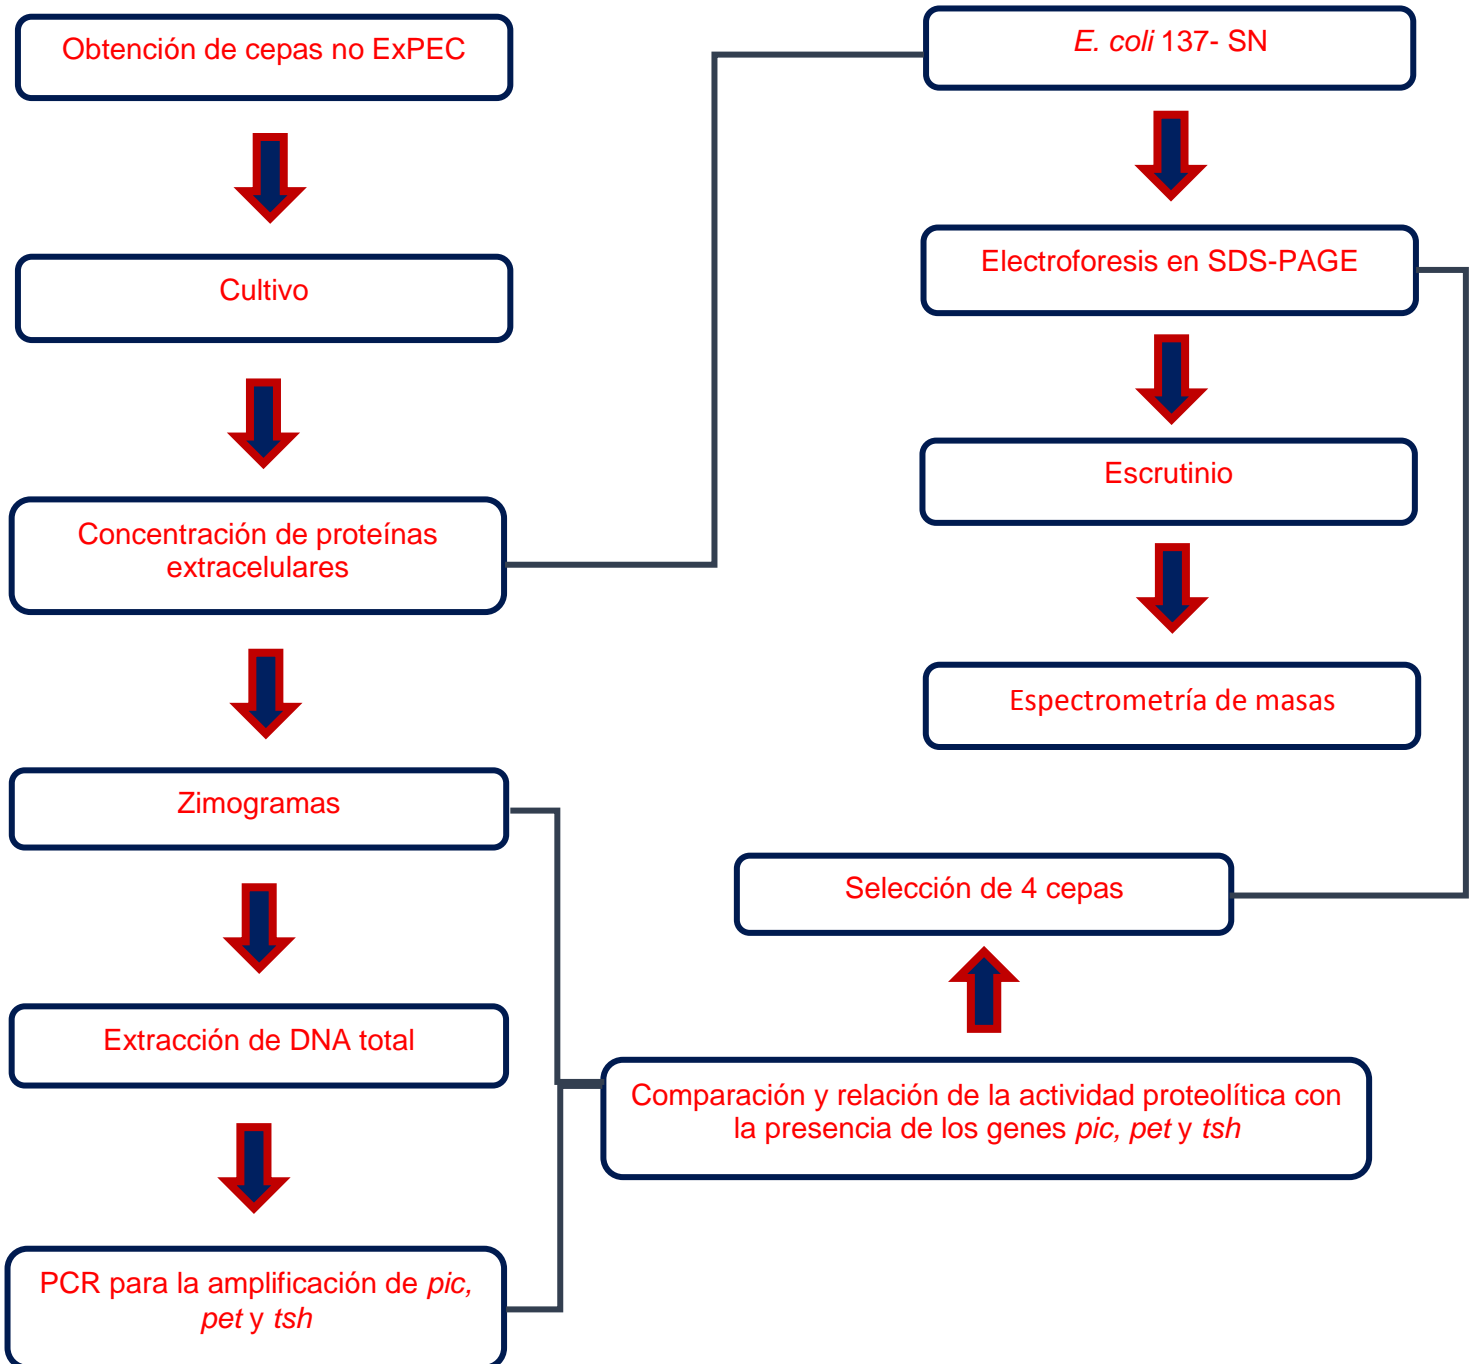 Obtención de cepas no ExPEC
Cultivo
Concentración de proteínas
extracelulares
Zimogramas
Extracción de DNA total
PCR para la amplificación de pic,
pet y tsh
Comparación y relación de la actividad proteolítica con
la presencia de los genes pic, pet y tsh
Selección de 4 cepas
E. coli 137- SN
Electroforesis en SDS-PAGE
Escrutinio
Espectrometría de masas